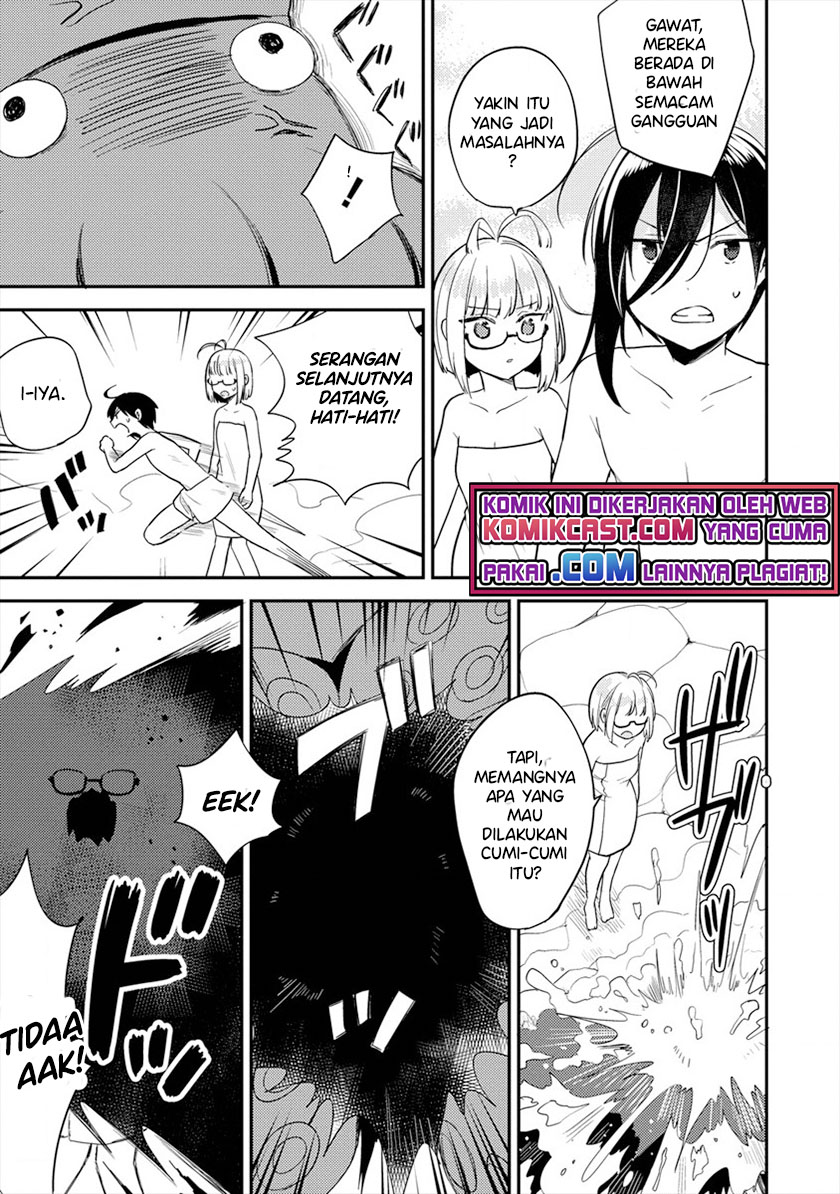 GAWAT,
MEREKA
BERADA DI
BAWAH
SEMACAM
GANGGUAN
YAKIN ITU
YANG JADI
MASALAHNYA
?
!
SERANGAN
SELANJUTNYA
DATANG,
HATI-HATI!
I-IYA.
KOMIK INI DIKERJAKAN OLEH WEB
KOMIKCAST.COM YANG CUMA
PAKAI .COM LAINNYA PLAGIAT!
TAPI,
MEMANGNYA
APA YANG
MAU
DILAKUKAN
CUMI-CUMI
ITU?
EEK!
TIDAA
AAK!